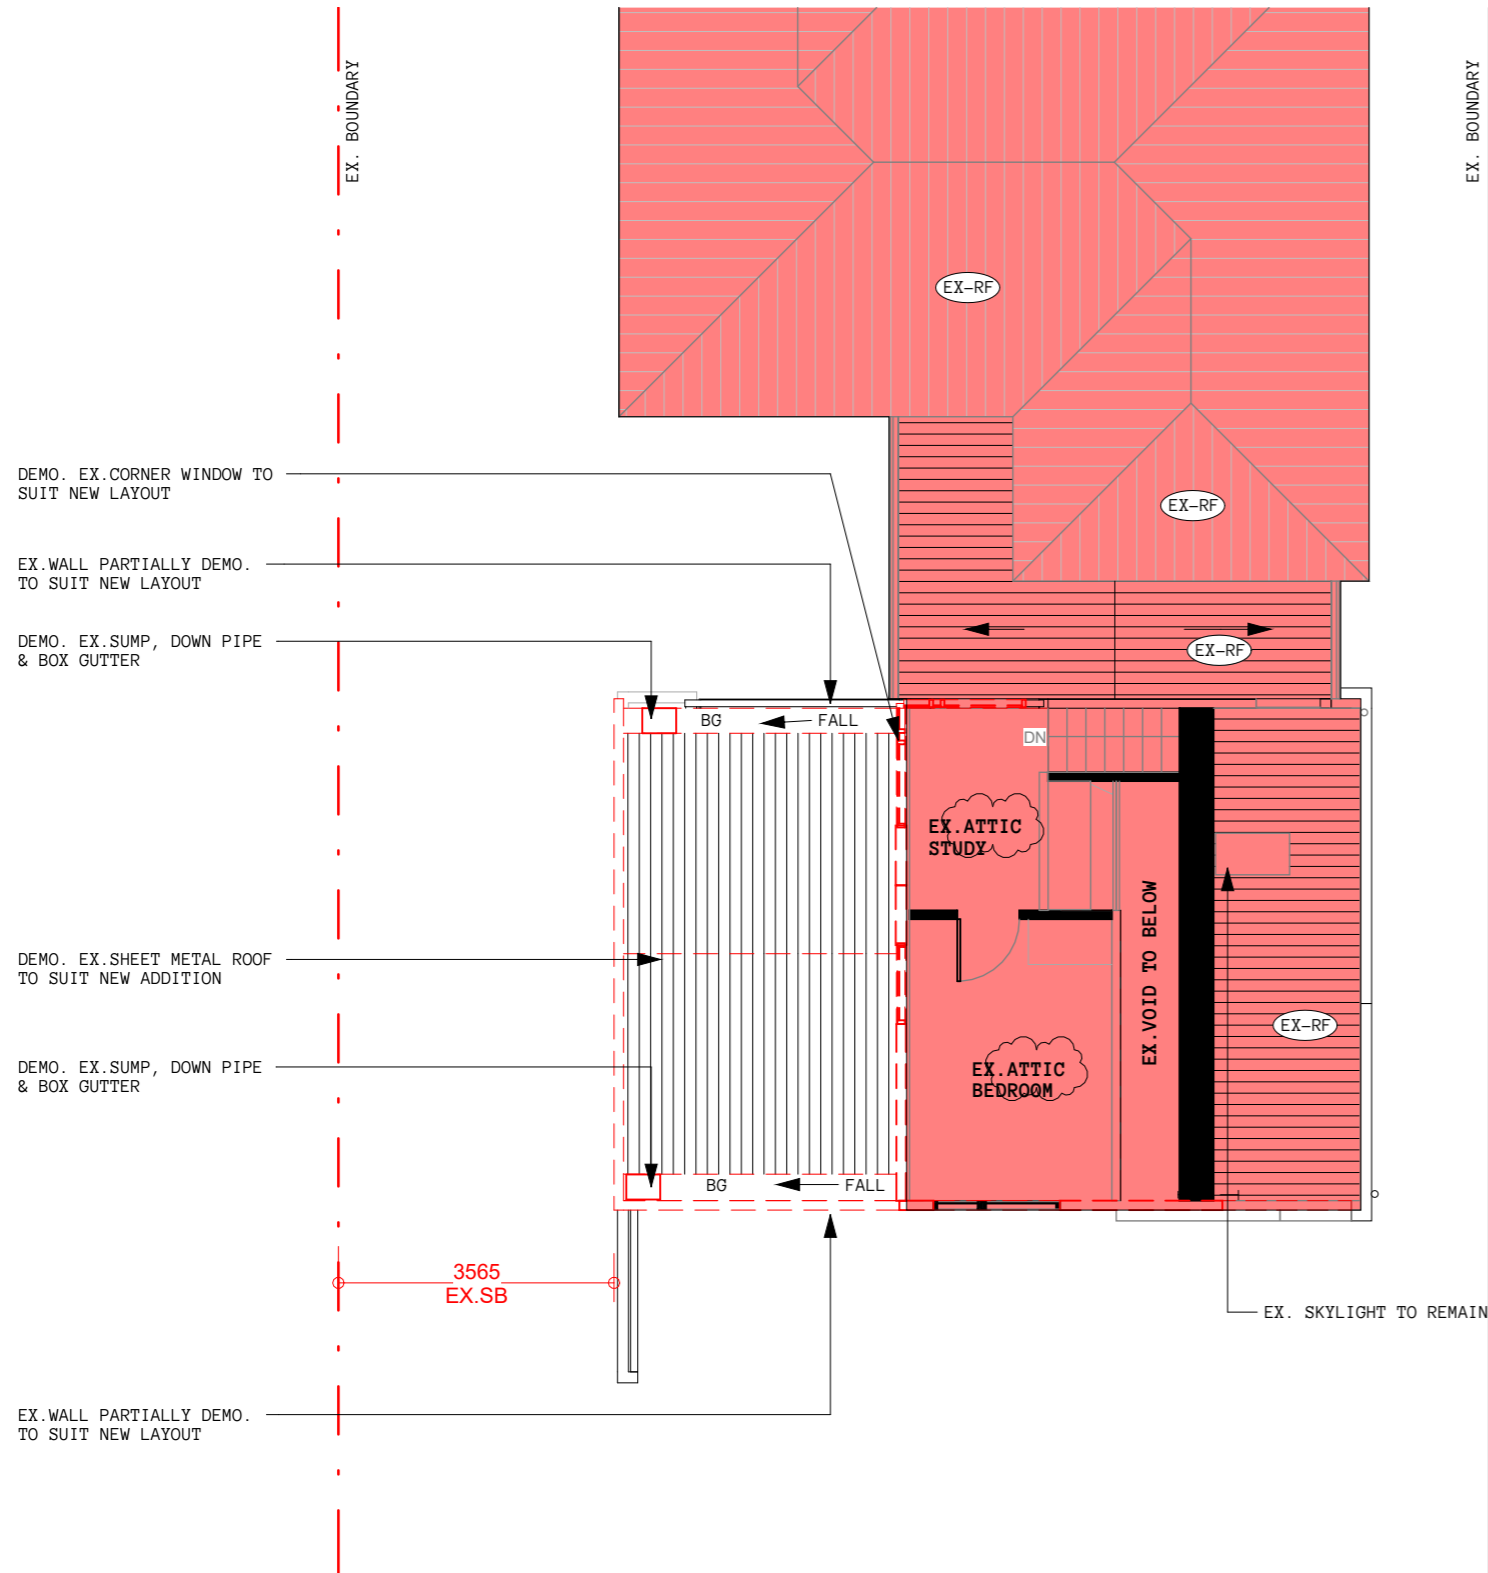 EX. BOUNDARY
EX. BOUNDARY
EX-RF
DEMO. EX.CORNER WINDOW TO
SUIT NEW LAYOUT
EX-RF
EX.WALL PARTIALLY DEMO.
TO SUIT NEW LAYOUT
DEMO. EX.SUMP, DOWN PIPE
& BOX GUTTER
EX-RF
BG
FALL
DN
EX.ATTIC
STUDY
EX.VOID TO BELOW
DEMO. EX.SHEET METAL ROOF
TO SUIT NEW ADDITION
EX-RF
DEMO. EX.SUMP, DOWN PIPE
& BOX GUTTER
EX.ATTIC
BEDROOM
BG
FALL
3565
EX.SB
EX. SKYLIGHT TO REMAIN
EX.WALL PARTIALLY DEMO.
TO SUIT NEW LAYOUT